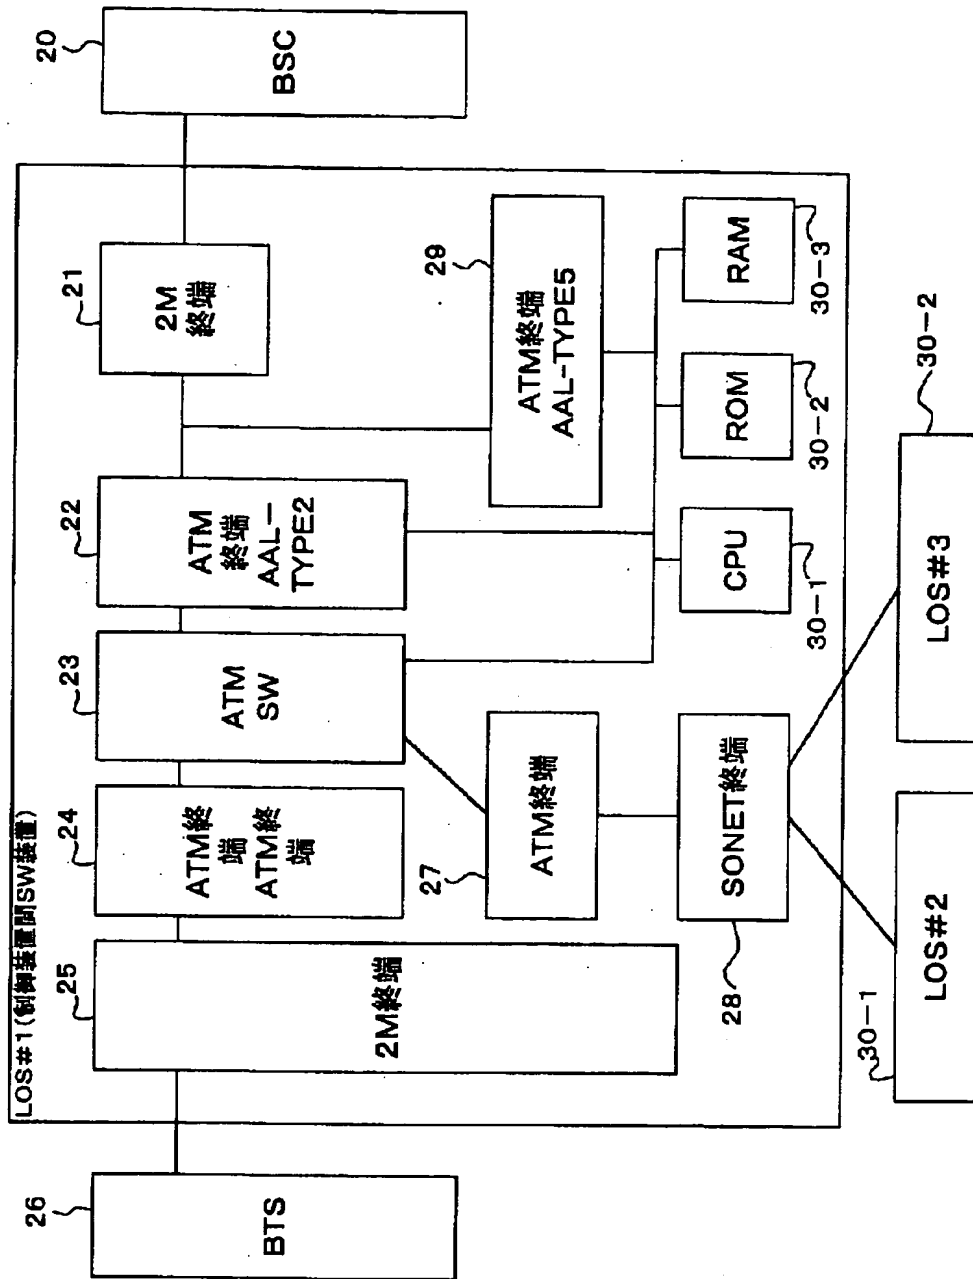 LOS#1(制御装置間SW装置)
26
BTS
25
2M終端
24
ATM終
端
ATM終
端
23
ATM
SW
22
ATM
終端
AAL-
TYPE2
21
2M
終端
20
BSC
27
ATM終端
29
ATM終端
AAL-TYPE5
28
SONET終端
CPU
30-1
ROM
30-2
RAM
30-3
30-1
LOS#2
LOS#3
30-2